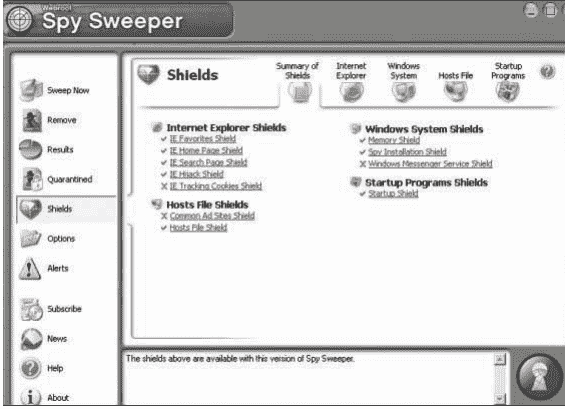 Webroot
Spy Sweeper
Sweep Now
Remove
Results
Quarantined
Shields
Options
Alerts
Subscribe
News
Help
About
Shields
Summary of
Shields
Internet
Explorer
Windows
System
Hosts File
Startup
Programs
Internet Explorer Shields
IE Favorites Shield
IE Home Page Shield
IE Search Page Shield
IE Hijack Shield
IE Tracking Cookies Shield
Hosts File Shields
Common Ad Sites Shield
Hosts File Shield
Windows System Shields
Memory Shield
Spy Installation Shield
Windows Messenger Service Shield
Startup Programs Shields
Startup Shield
The shields above are available with this version of Spy Sweeper.